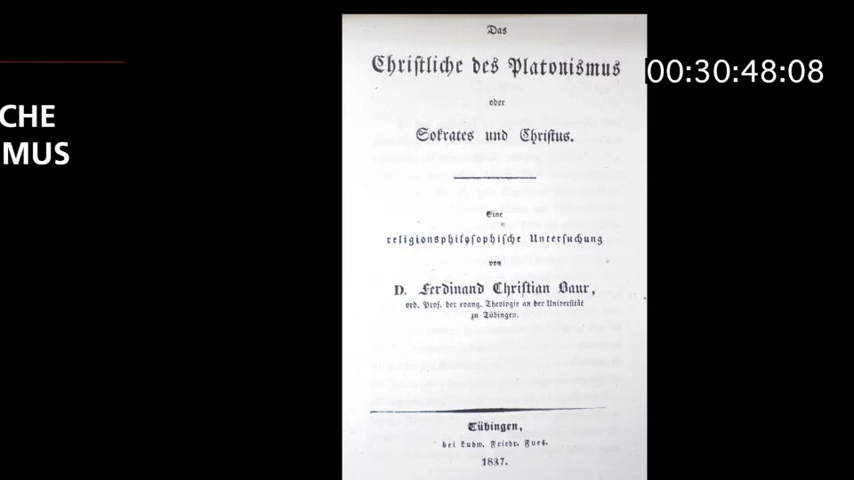 CHE
MUS
00:30:48:08
Das
Christliche des Platonismus
oder
Sokrates und Christus.
Eine
religionsphilosophische Untersuchung
von
D. Ferdinand Christian Baur,
ord. Prof. der evang. Theologie an der Universität
zu Tübingen.
Tübingen,
bei Ludw. Friedr. Fues.
1837.